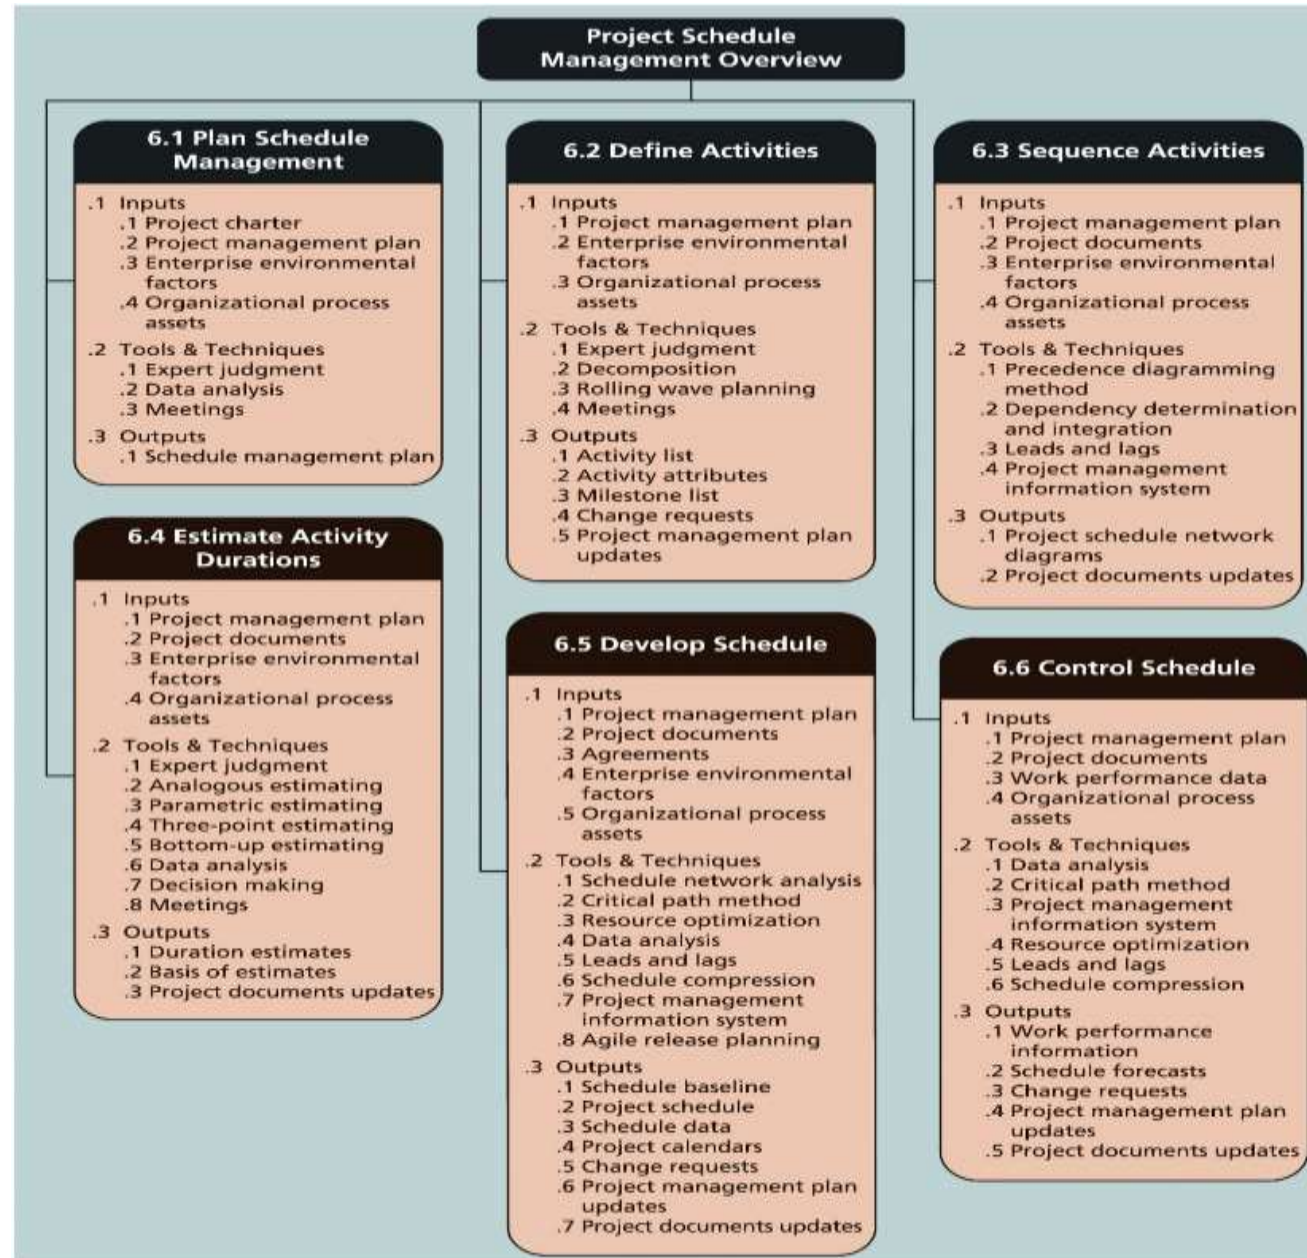 Project Schedule
Management Overview
6.1 Plan Schedule
Management
.1 Inputs
.1 Project charter
.2 Project management plan
.3 Enterprise environmental
factors
.4 Organizational process
assets
.2 Tools & Techniques
.1 Expert judgment
.2 Data analysis
.3 Meetings
.3 Outputs
.1 Schedule management plan
6.2 Define Activities
.1 Inputs
.1 Project management plan
.2 Enterprise environmental
factors
.3 Organizational process
assets
.2 Tools & Techniques
.1 Expert judgment
.2 Decomposition
.3 Rolling wave planning
.4 Meetings
.3 Outputs
.1 Activity list
.2 Activity attributes
.3 Milestone list
.4 Change requests
.5 Project management plan
updates
6.3 Sequence Activities
.1 Inputs
.1 Project management plan
.2 Project documents
.3 Enterprise environmental
factors
.4 Organizational process
assets
.2 Tools & Techniques
.1 Precedence diagramming
method
.2 Dependency determination
and integration
.3 Leads and lags
.4 Project management
information system
.3 Outputs
.1 Project schedule network
diagrams
.2 Project documents updates
6.4 Estimate Activity
Durations
.1 Inputs
.1 Project management plan
.2 Project documents
.3 Enterprise environmental
factors
.4 Organizational process
assets
.2 Tools & Techniques
.1 Expert judgment
.2 Analogous estimating
.3 Parametric estimating
.4 Three-point estimating
.5 Bottom-up estimating
.6 Data analysis
.7 Decision making
.8 Meetings
.3 Outputs
.1 Duration estimates
.2 Basis of estimates
.3 Project documents updates
6.5 Develop Schedule
.1 Inputs
.1 Project management plan
.2 Project documents
.3 Agreements
.4 Enterprise environmental
factors
.5 Organizational process
assets
.2 Tools & Techniques
.1 Schedule network analysis
.2 Critical path method
.3 Resource optimization
.4 Data analysis
.5 Leads and lags
.6 Schedule compression
.7 Project management
information system
.8 Agile release planning
.3 Outputs
.1 Schedule baseline
.2 Project schedule
.3 Schedule data
.4 Project calendars
.5 Change requests
.6 Project management plan
updates
.7 Project documents updates
6.6 Control Schedule
.1 Inputs
.1 Project management plan
.2 Project documents
.3 Work performance data
.4 Organizational process
assets
.2 Tools & Techniques
.1 Data analysis
.2 Critical path method
.3 Project management
information system
.4 Resource optimization
.5 Leads and lags
.6 Schedule compression
.3 Outputs
.1 Work performance
information
.2 Schedule forecasts
.3 Change requests
.4 Project management plan
updates
.5 Project documents updates